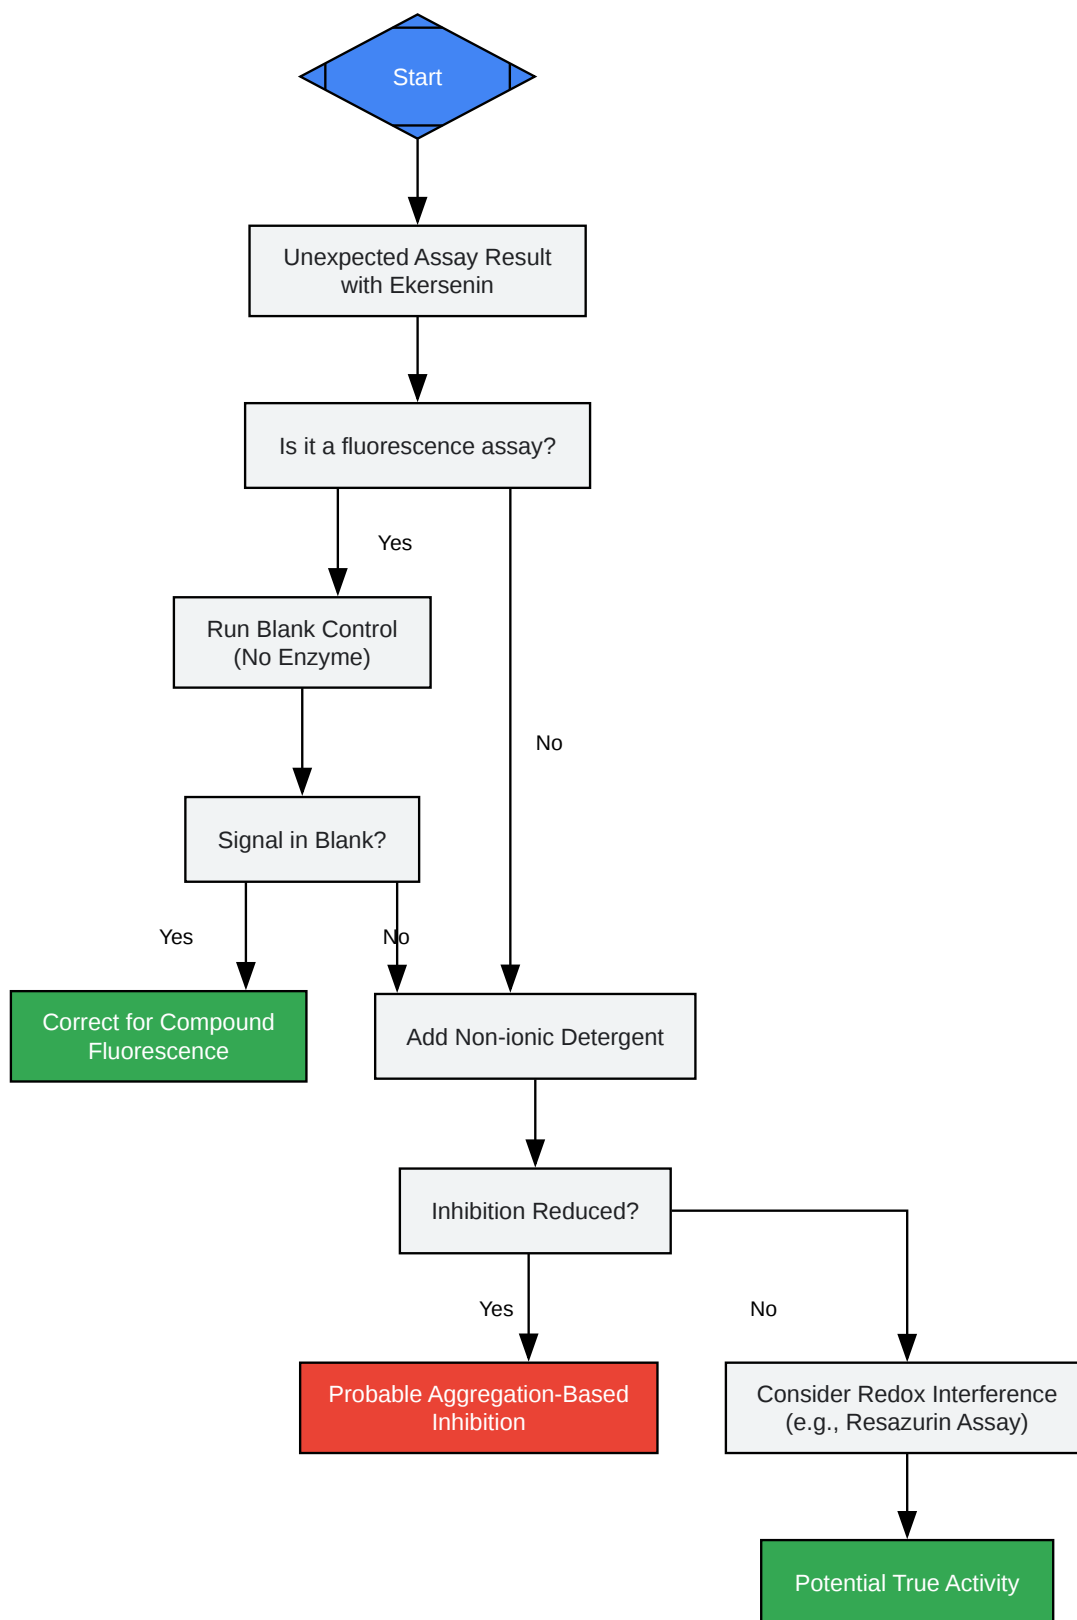 Start
Unexpected Assay Result
with Ekersenin
Is it a fluorescence assay?
Yes
Run Blank Control
(No Enzyme)
No
Signal in Blank?
Yes
No
Correct for Compound
Fluorescence
Add Non-ionic Detergent
Inhibition Reduced?
Yes
No
Probable Aggregation-Based
Inhibition
Consider Redox Interference
(e.g., Resazurin Assay)
Potential True Activity